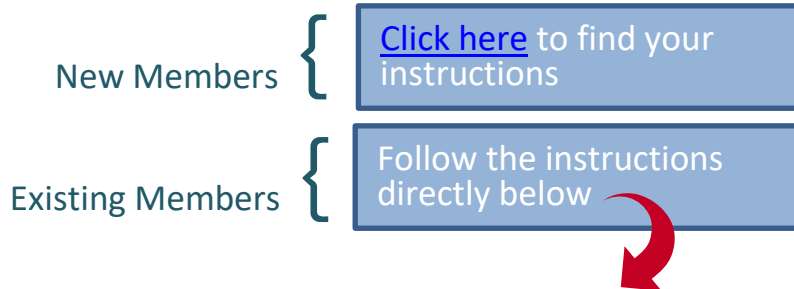 New Members { Click here to find your
instructions
Existing Members { Follow the instructions
directly below